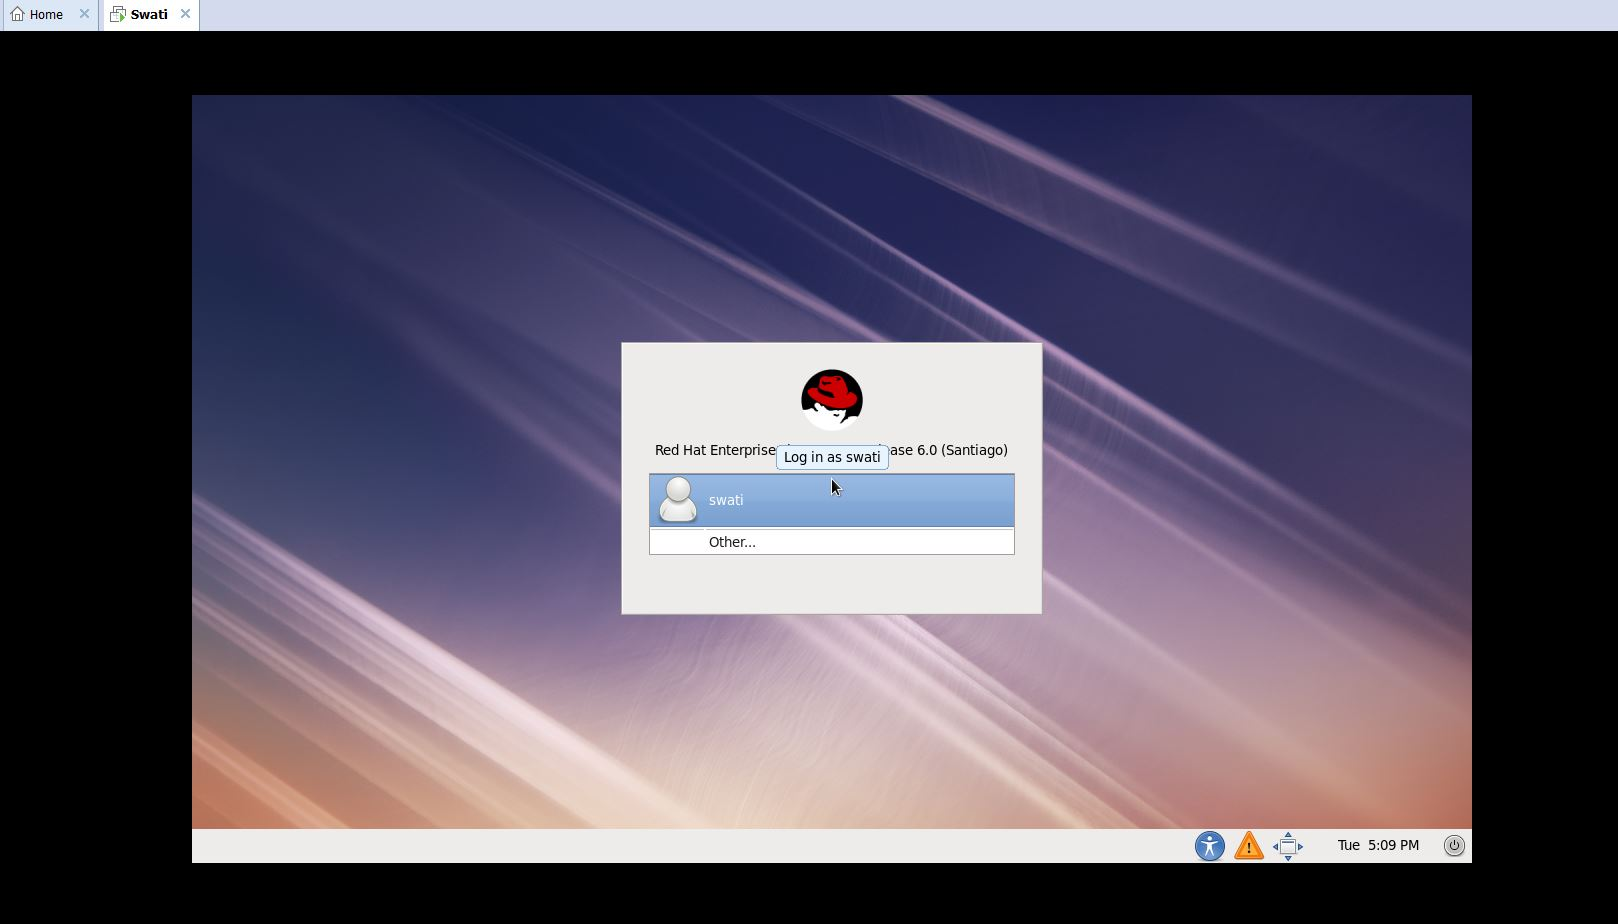 Home
Swati
Red Hat Enterprise ase 6.0 (Santiago)
Log in as swati
swati
Other...
Tue 5:09 PM